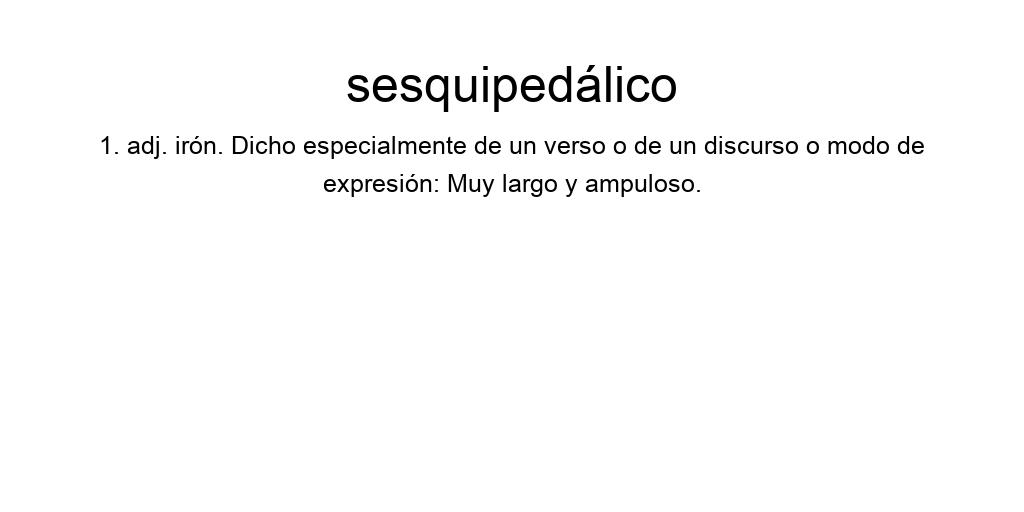 sesquipedálico
1. adj. irón. Dicho especialmente de un verso o de un discurso o modo de
expresión: Muy largo y ampuloso.